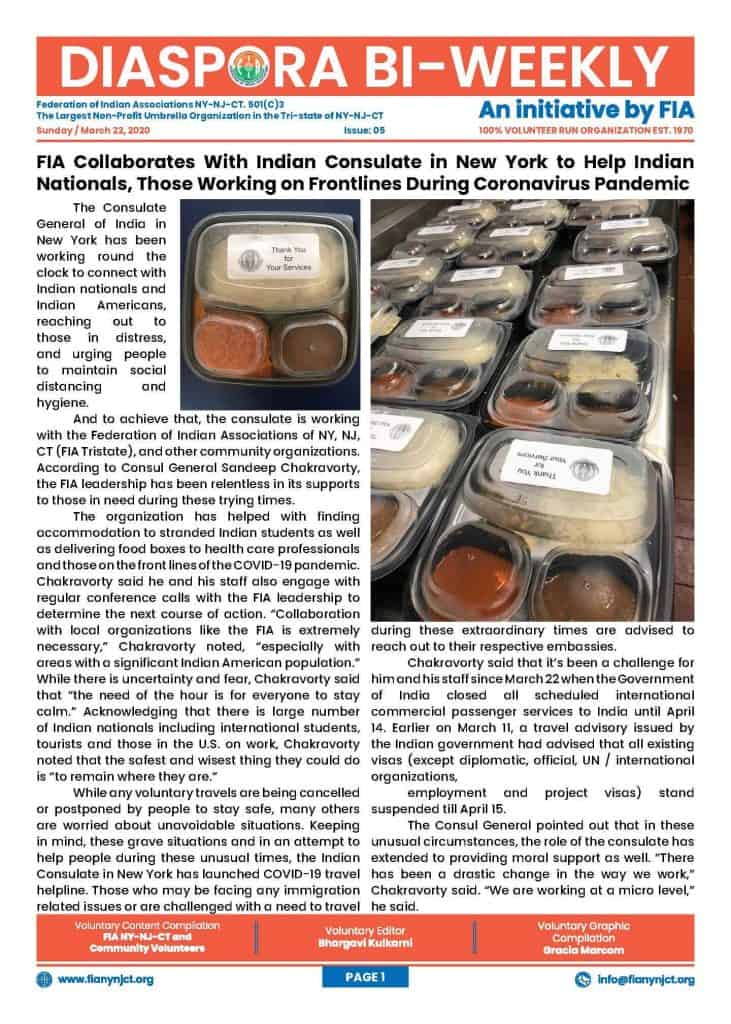 DIASPORA BI-WEEKLY
Federation of Indian Associations NY-NJ-CT. 501(C)3
The Largest Non-Profit Umbrella Organization in the Tri-state of NY-NJ-CT
Sunday / March 22, 2020
Issue: 05
An initiative by FIA
100% VOLUNTEER RUN ORGANIZATION EST. 1970
FIA Collaborates With Indian Consulate in New York to Help Indian
Nationals, Those Working on Frontlines During Coronavirus Pandemic
The Consulate
General of India in
New York has been
working round the
clock to connect with
Indian nationals and
Indian Americans,
reaching out to
those in distress,
and urging people
to maintain social
distancing and
hygiene.
Thank You
for
Your Services
And to achieve that, the consulate is working
with the Federation of Indian Associations of NY, NJ,
CT (FIA Tristate), and other community organizations.
According to Consul General Sandeep Chakravorty,
the FIA leadership has been relentless in its supports
to those in need during these trying times.
The organization has helped with finding
accommodation to stranded Indian students as well
as delivering food boxes to health care professionals
and those on the front lines of the COVID-19 pandemic.
Chakravorty said he and his staff also engage with
regular conference calls with the FIA leadership to
determine the next course of action. “Collaboration
with local organizations like the FIA is extremely
necessary,” Chakravorty noted, “especially with
areas with a significant Indian American population.”
While there is uncertainty and fear, Chakravorty said
that “the need of the hour is for everyone to stay
calm.” Acknowledging that there is large number
of Indian nationals including international students,
tourists and those in the U.S. on work, Chakravorty
noted that the safest and wisest thing they could do
is “to remain where they are.”
While any voluntary travels are being cancelled
or postponed by people to stay safe, many others
are worried about unavoidable situations. Keeping
in mind, these grave situations and in an attempt to
help people during these unusual times, the Indian
Consulate in New York has launched COVID-19 travel
helpline. Those who may be facing any immigration
related issues or are challenged with a need to travel
Thank You
for
Your Services
during these extraordinary times are advised to
reach out to their respective embassies.
Chakravorty said that it’s been a challenge for
him and his staff since March 22 when the Government
of India closed all scheduled international
commercial passenger services to India until April
14. Earlier on March 11, a travel advisory issued by
the Indian government had advised that all existing
visas (except diplomatic, official, UN / international
organizations,
employment and project visas) stand
suspended till April 15.
The Consul General pointed out that in these
unusual circumstances, the role of the consulate has
extended to providing moral support as well. “There
has been a drastic change in the way we work,”
Chakravorty said. “We are working at a micro level,”
he said.
Voluntary Content Compilation
FIA NY-NJ-CT and
Community Volunteers
Voluntary Editor
Bhargavi Kulkarni
Voluntary Graphic
Compilation
Gracia Marcom
www.fianynjct.org
PAGE 1
info@fianynjct.org